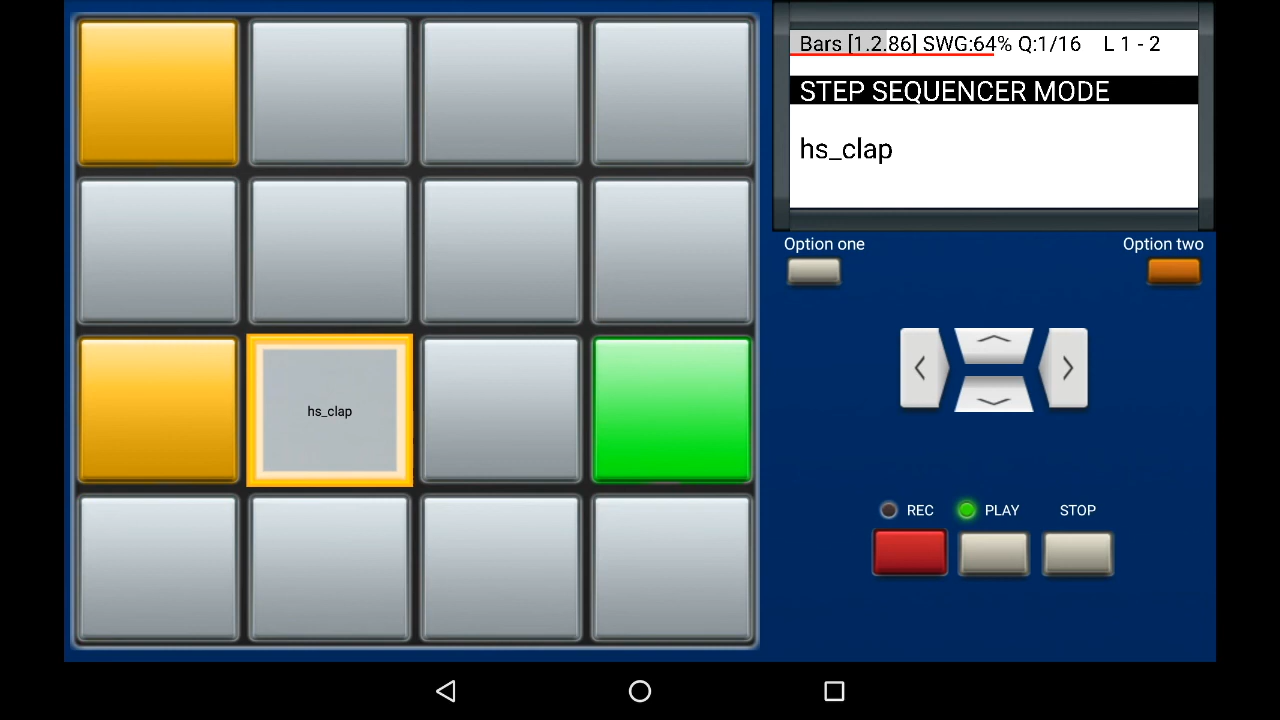 Bars [1.2.86] SWG:64% Q:1/16 L 1 - 2
STEP SEQUENCER MODE
hs_clap
Option one
Option two
hs_clap
REC
PLAY
STOP